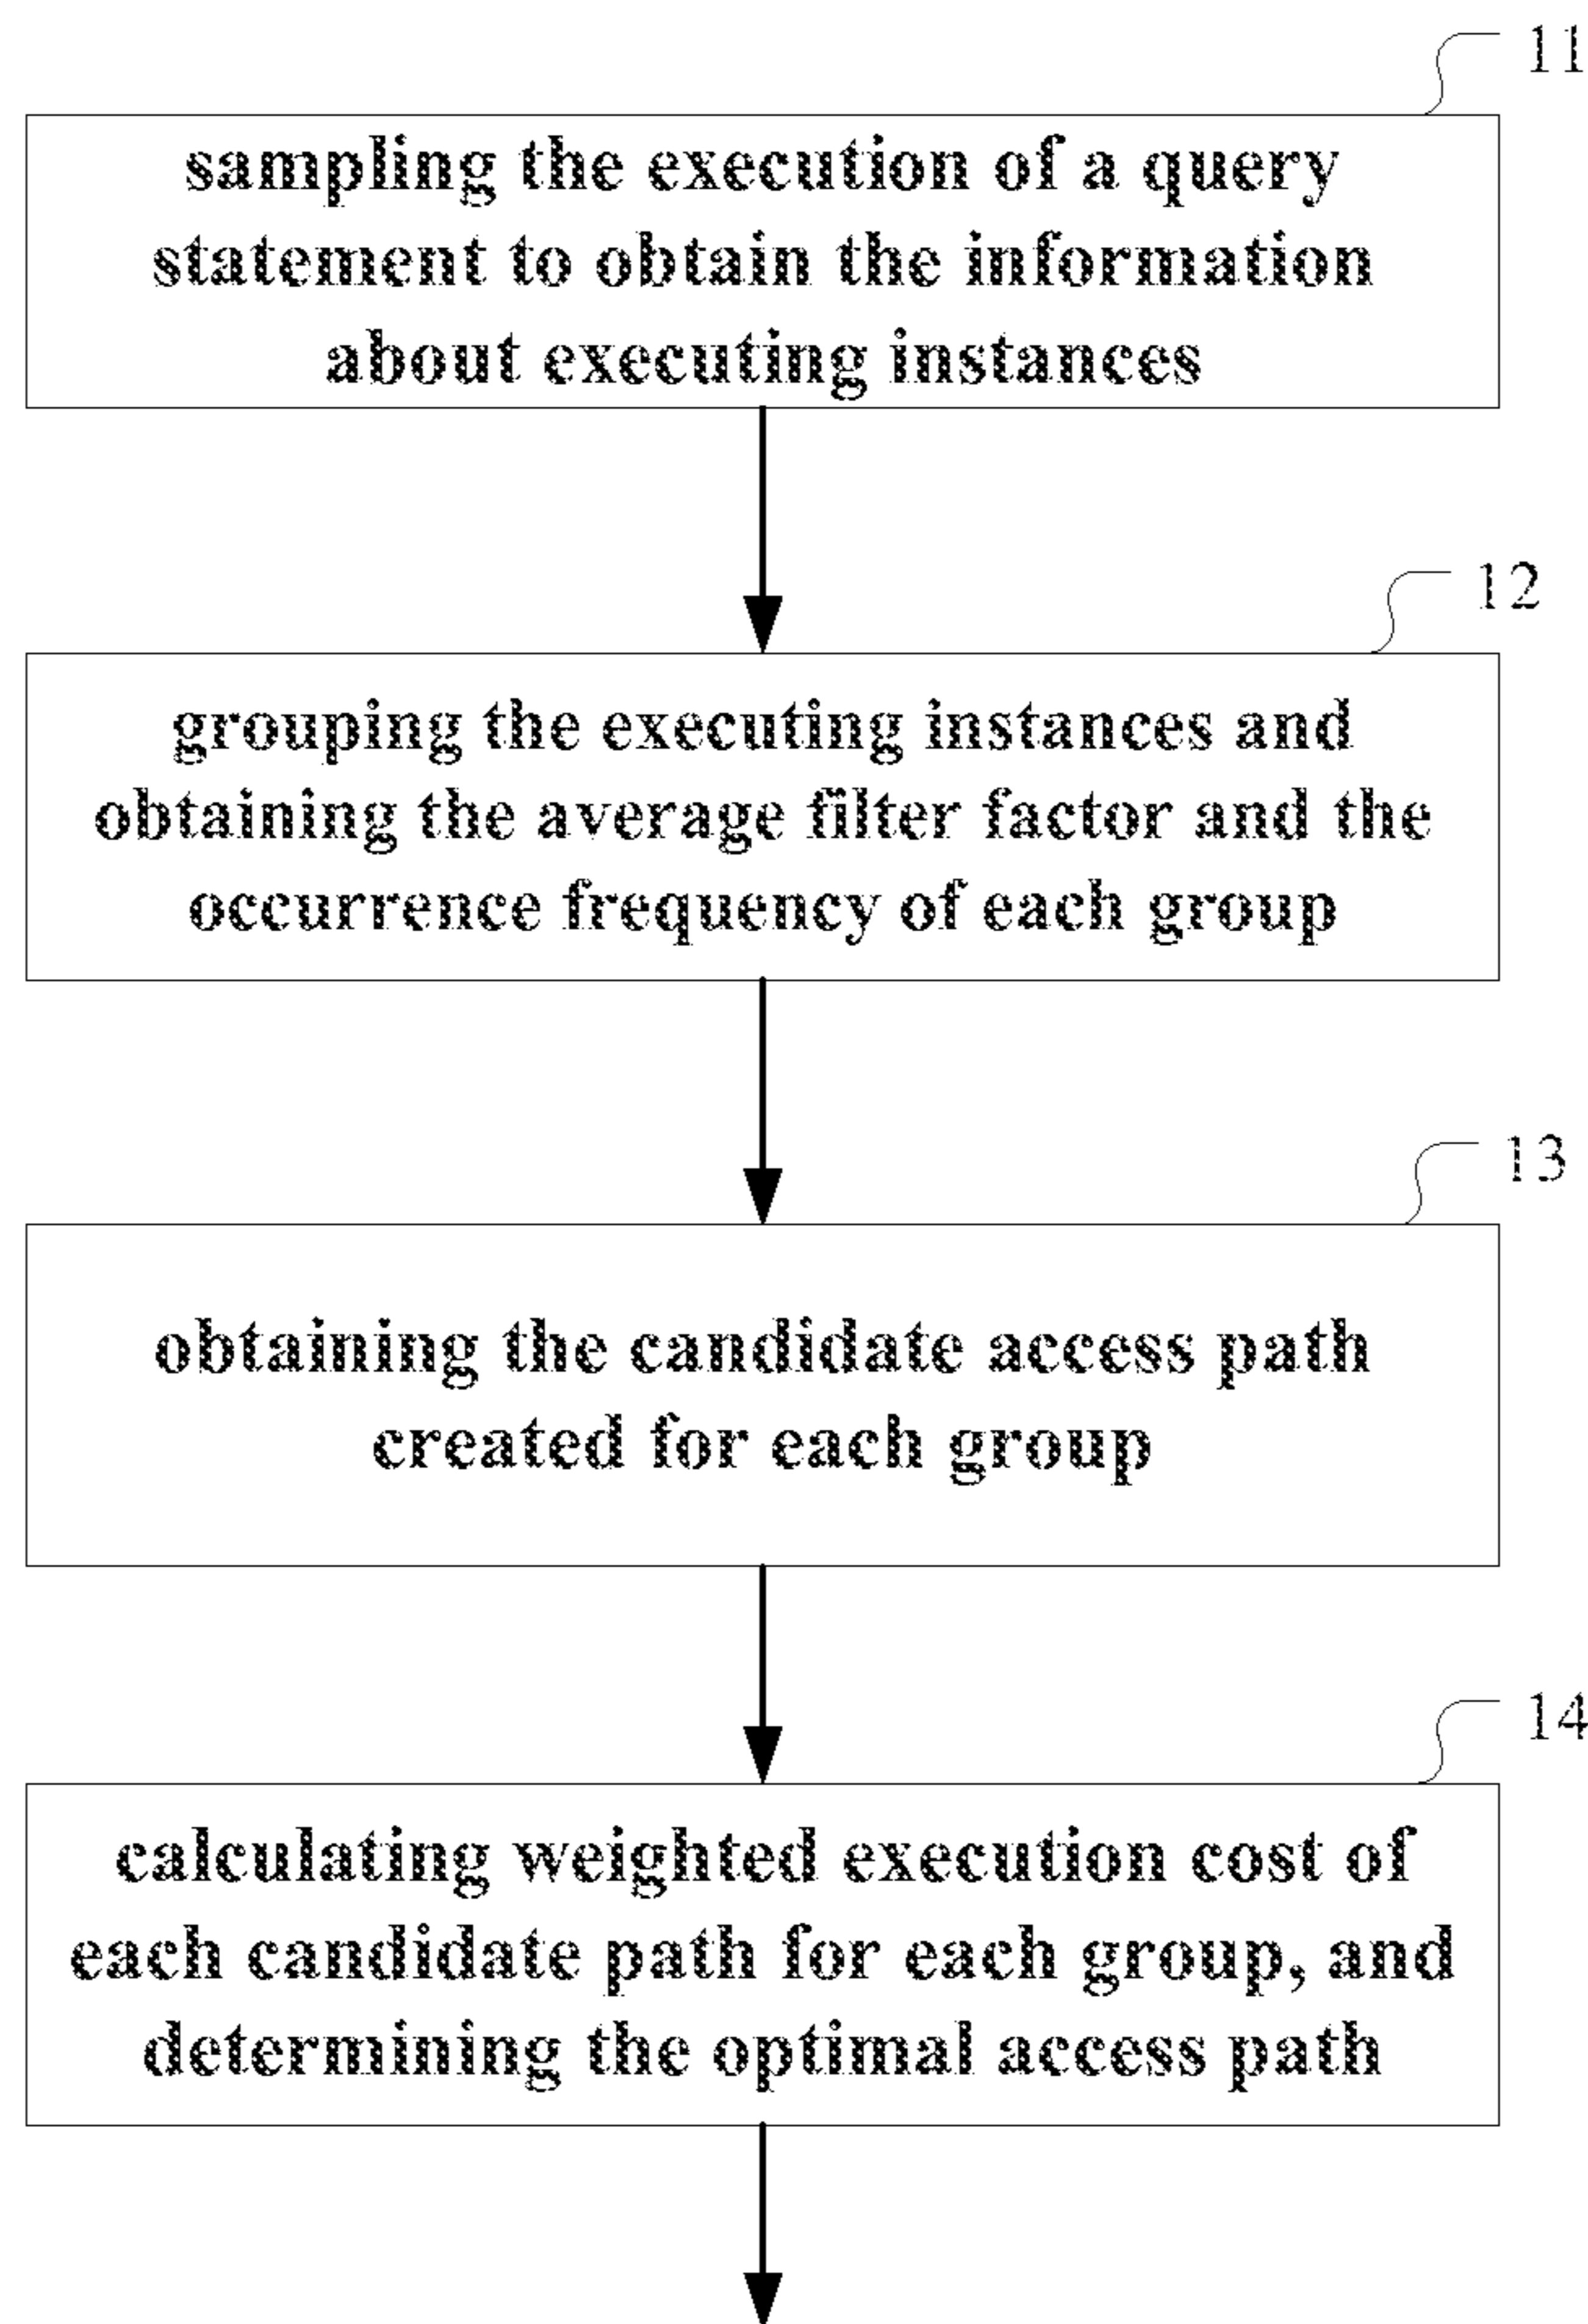 11
sampling the execution of a query
statement to obtain the information
about executing instances
12
grouping the executing instances and
obtaining the average filter factor and the
occurrence frequency of each group
13
obtaining the candidate access path
created for each group
14
calculating weighted execution cost of
each candidate path for each group, and
determining the optimal access path